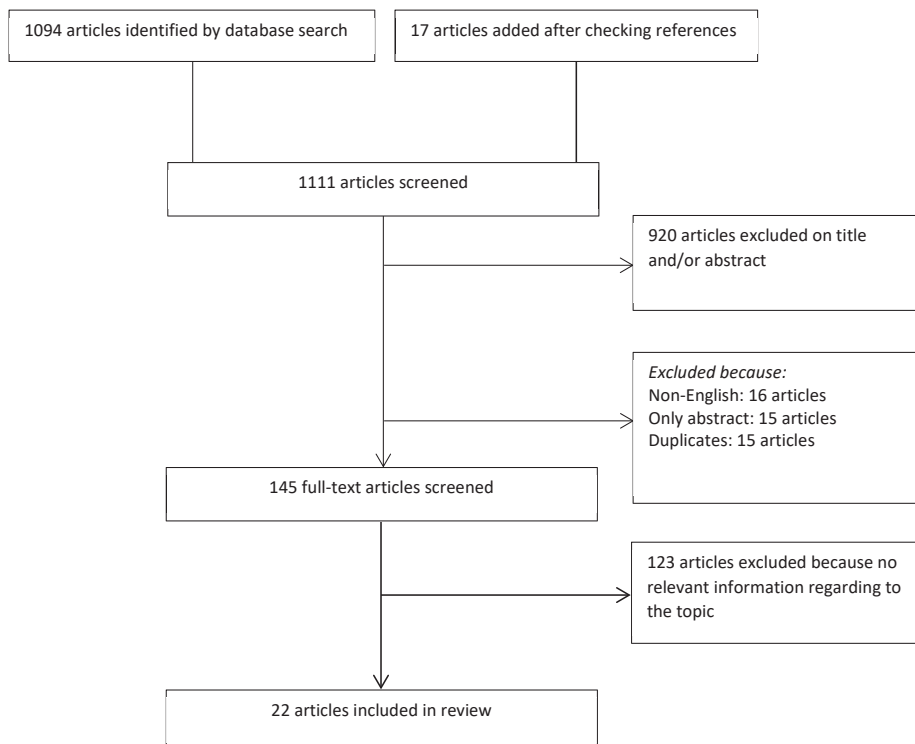 1094 articles identified by database search
17 articles added after checking references
1111 articles screened
920 articles excluded on title
and/or abstract
Excluded because:
Non-English: 16 articles
Only abstract: 15 articles
Duplicates: 15 articles
145 full-text articles screened
123 articles excluded because no
relevant information regarding to
the topic
22 articles included in review